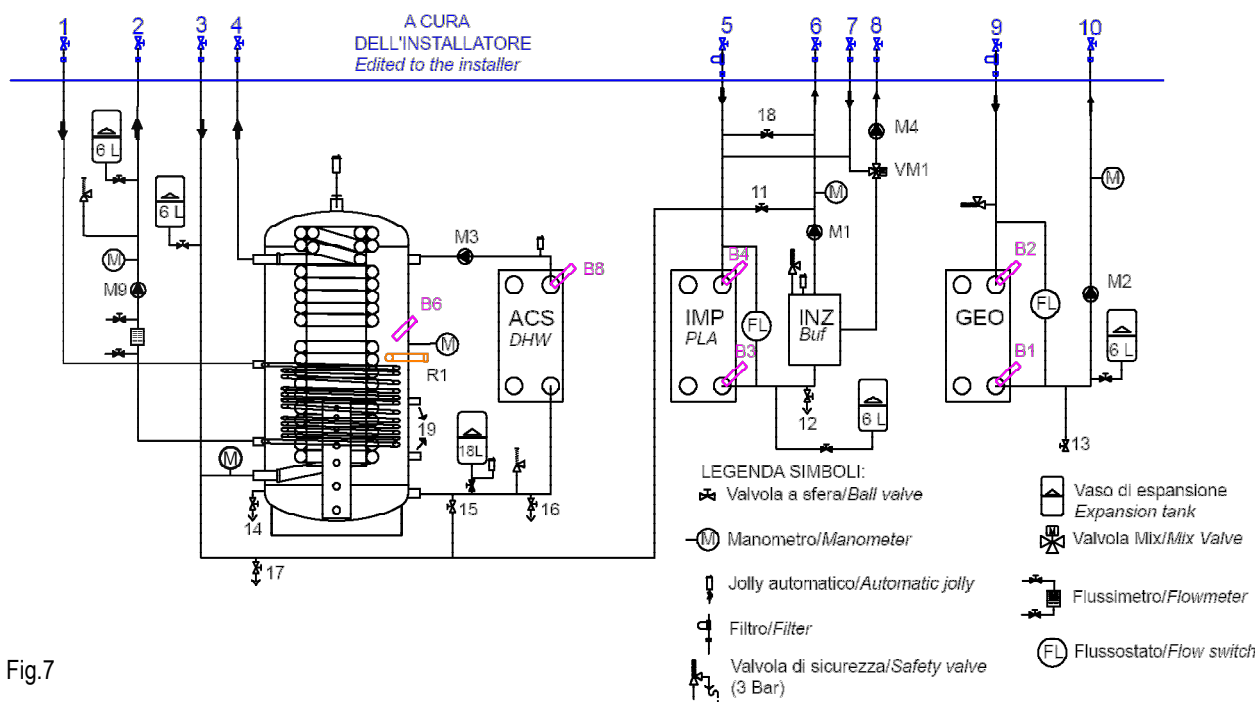 1 2 3 4 5 6 7 8 9 10
A CURA
DELL'INSTALLATORE
Edited to the installer
6 L
6 L
M
M9
M
14
17
M3
B6
M
R1
19
18L
15
16
B8
ACS
DHW
18
11
M4
VM1
M
M1
B4
IMP
PLA
B3
FL
INZ
Buf
12
6 L
B2
GEO
B1
FL
M
M2
6 L
13
LEGENDA SIMBOLI:
Valvola a sfera/Ball valve
M Manometro/Manometer
Jolly automatico/Automatic jolly
Filtro/Filter
Valvola di sicurezza/Safety valve
(3 Bar)
Vaso di espansione
Expansion tank
M Valvola Mix/Mix Valve
Flussimetro/Flowmeter
FL Flussostato/Flow switch
Fig.7